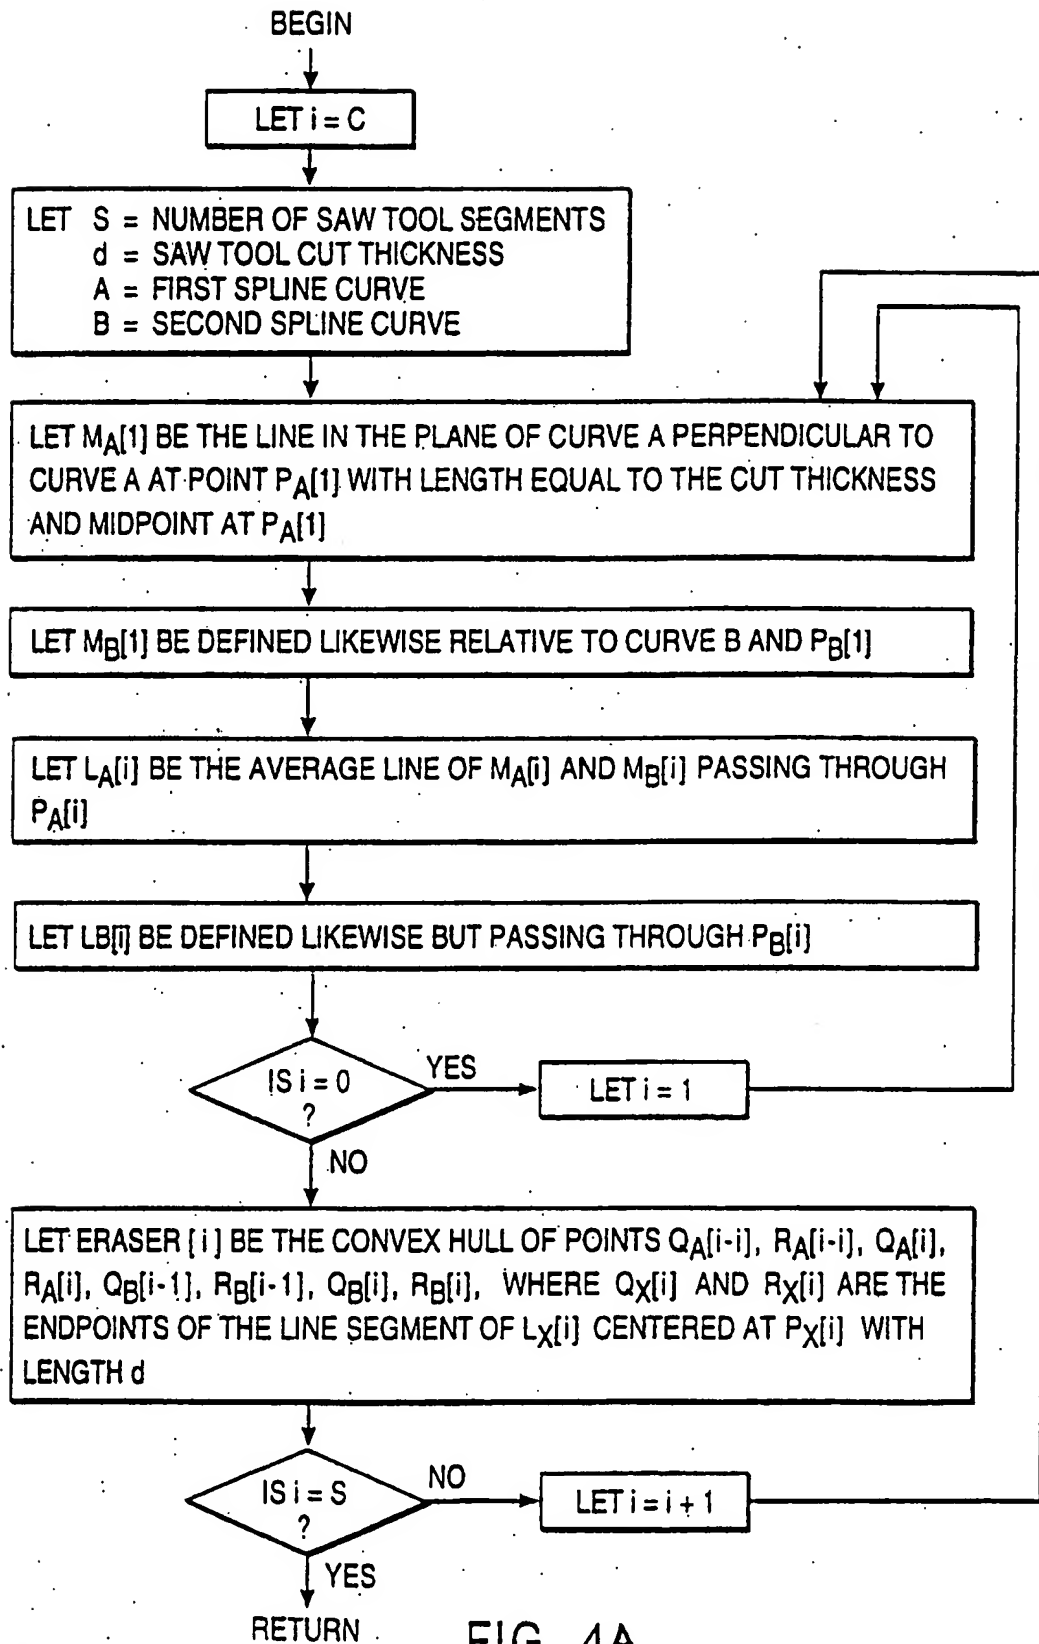 BEGIN
LET i = C
LET S = NUMBER OF SAW TOOL SEGMENTS
d = SAW TOOL CUT THICKNESS
A = FIRST SPLINE CURVE
B = SECOND SPLINE CURVE
LET MA[1] BE THE LINE IN THE PLANE OF CURVE A PERPENDICULAR TO
CURVE A AT POINT PA[1] WITH LENGTH EQUAL TO THE CUT THICKNESS
AND MIDPOINT AT PA[1]
LET MB[1] BE DEFINED LIKEWISE RELATIVE TO CURVE B AND PB[1]
LET LA[i] BE THE AVERAGE LINE OF MA[i] AND MB[i] PASSING THROUGH
PA[i]
LET LB[i] BE DEFINED LIKEWISE BUT PASSING THROUGH PB[i]
IS i = 0
?
YES
LET i = 1
NO
LET ERASER [i] BE THE CONVEX HULL OF POINTS QA[i-i], RA[i-i], QA[i],
RA[i], QB[i-1], RB[i-1], QB[i], RB[i], WHERE QX[i] AND RX[i] ARE THE
ENDPOINTS OF THE LINE SEGMENT OF LX[i] CENTERED AT PX[i] WITH
LENGTH d
IS i = S
?
NO
LET i = i + 1
YES
RETURN
FIG. 4A